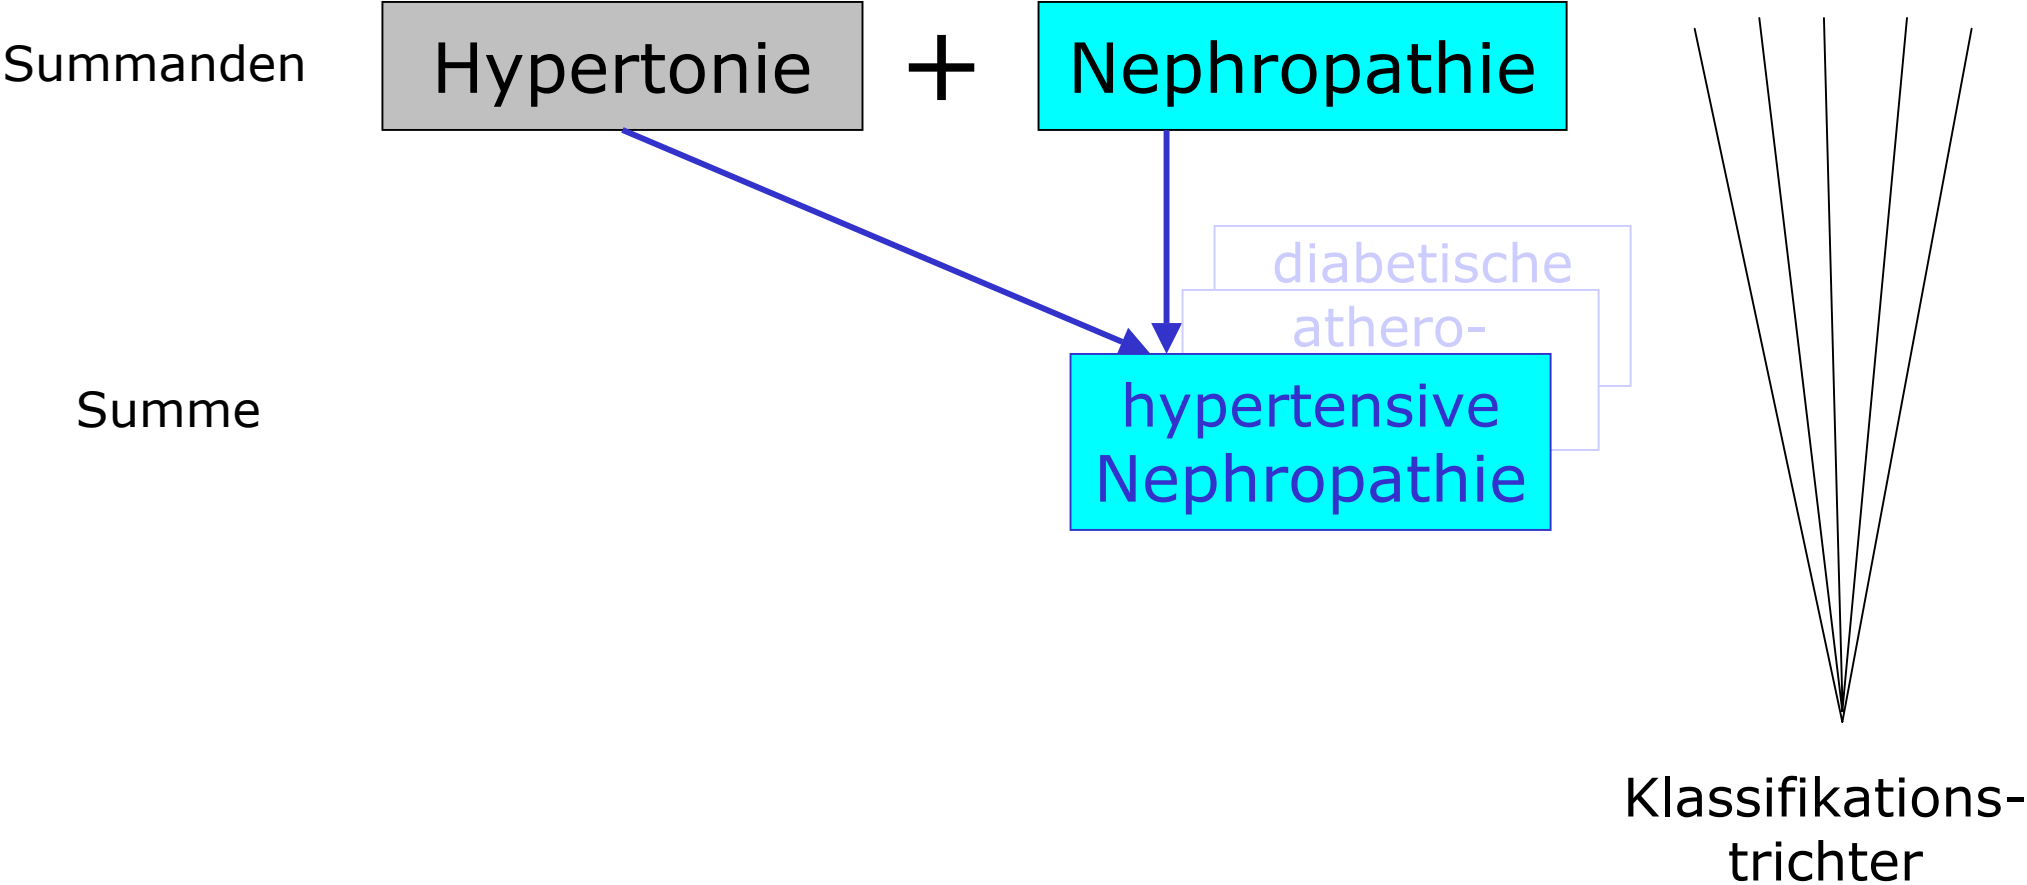 Summanden
Hypertonie
+
Nephropathie
diabetische
athero-
Summe
hypertensive
Nephropathie
Klassifikations-
trichter